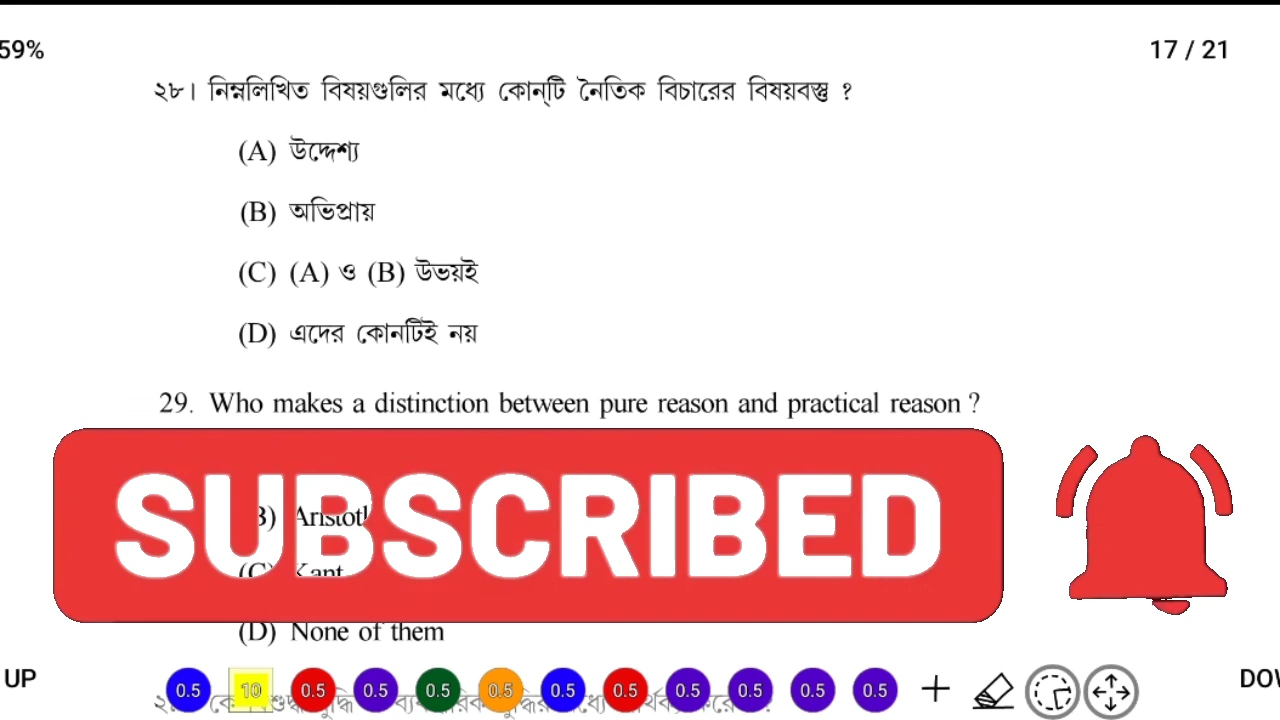 59%
17 / 21
২৮। নিম্নলিখিত বিষয়গুলির মধ্যে কোন্‌টি নৈতিক বিচারের বিষয়বস্তু ?
(A) উদ্দেশ্য
(B) অভিপ্রায়
(C) (A) ও (B) উভয়ই
(D) এদের কোনটিই নয়
29. Who makes a distinction between pure reason and practical reason ?
SUBSCRIBED
(C) Kant
(D) None of them
UP
0.5 10 0.5 0.5 0.5 0.5 0.5 0.5 0.5 0.5 0.5 0.5